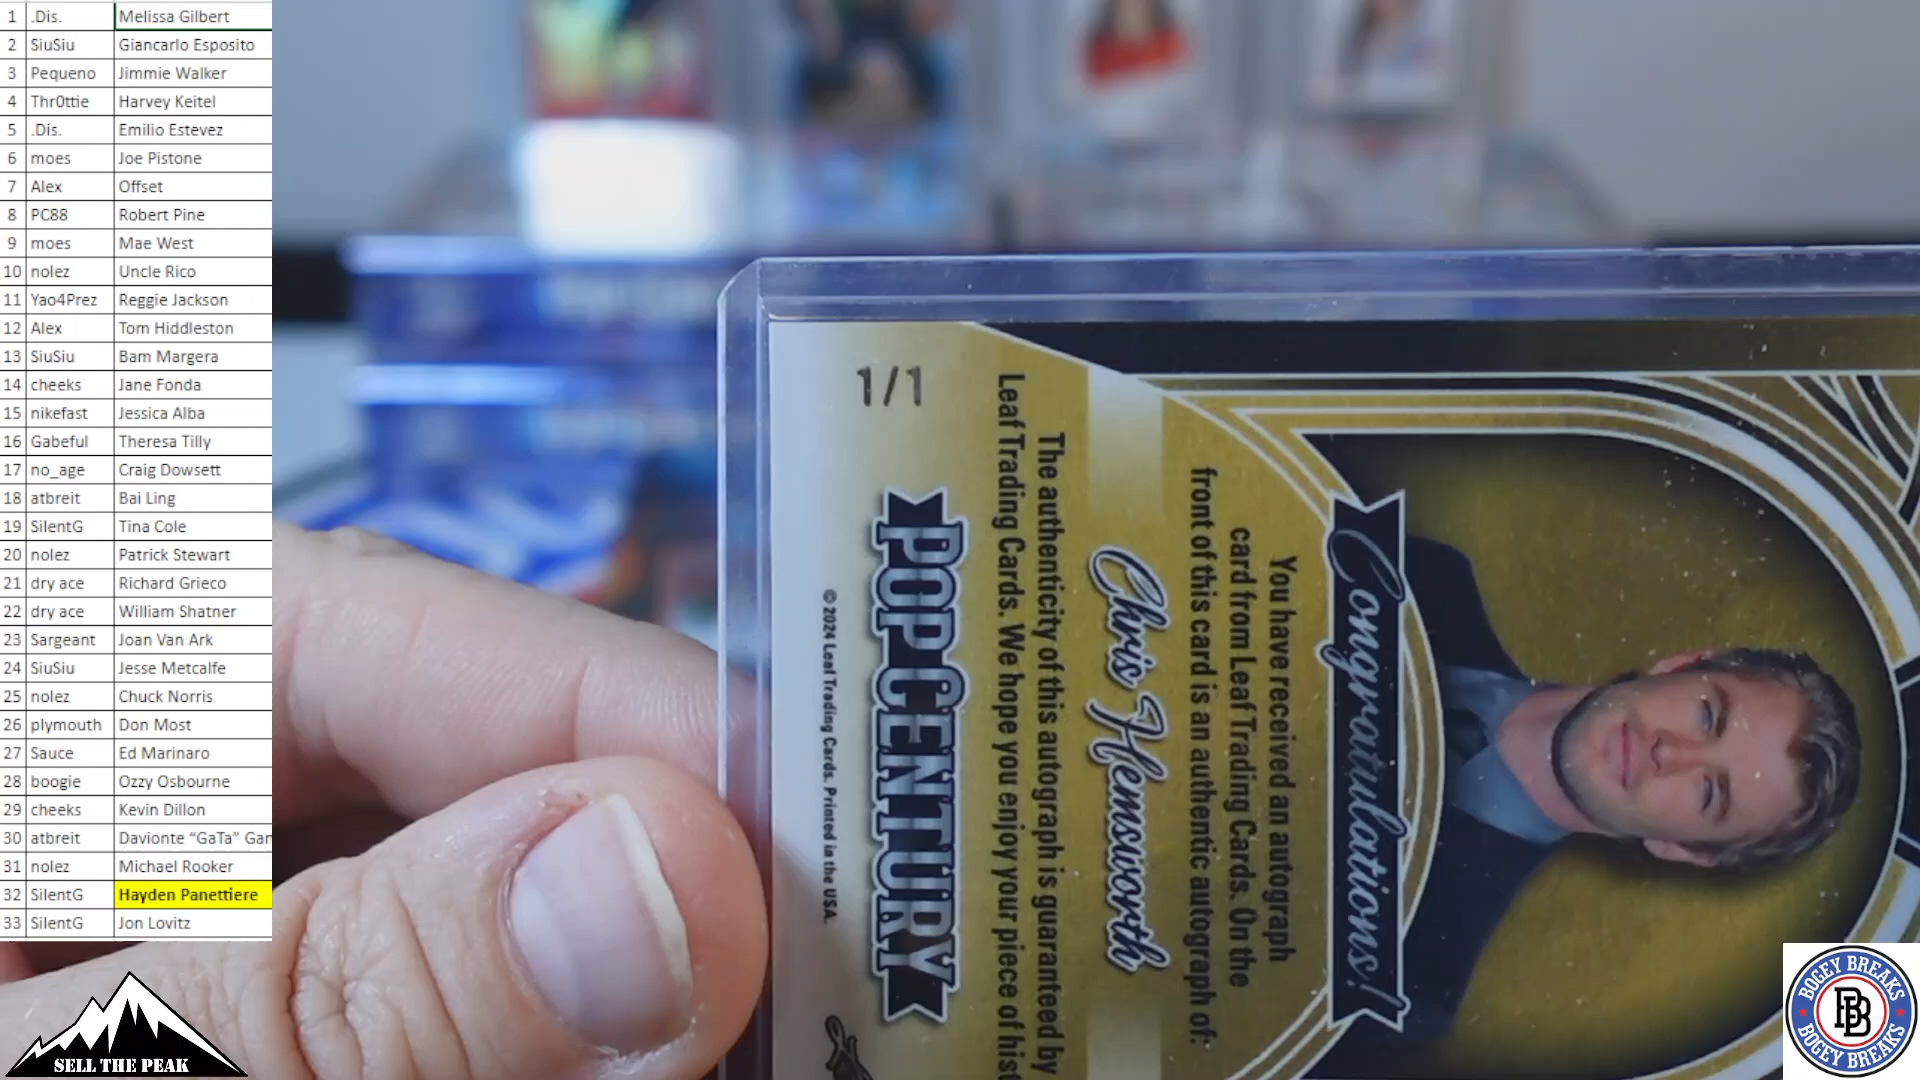 1 .Dis. Melissa Gilbert
2 SiuSiu Giancarlo Esposito
3 Pequeno Jimmie Walker
4 Thr0ttie Harvey Keitel
5 .Dis. Emilio Estevez
6 moes Joe Pistone
7 Alex Offset
8 PC88 Robert Pine
9 moes Mae West
10 nolez Uncle Rico
11 Yao4Prez Reggie Jackson
12 Alex Tom Hiddleston
13 SiuSiu Bam Margera
14 cheeks Jane Fonda
15 nikefast Jessica Alba
16 Gabeful Theresa Tilly
17 no_age Craig Dowsett
18 atbreit Bai Ling
19 SilentG Tina Cole
20 nolez Patrick Stewart
21 dry ace Richard Grieco
22 dry ace William Shatner
23 Sargeant Joan Van Ark
24 SiuSiu Jesse Metcalfe
25 nolez Chuck Norris
26 plymouth Don Most
27 Sauce Ed Marinaro
28 boogie Ozzy Osbourne
29 cheeks Kevin Dillon
30 atbreit Davionte “GaTa” Gan
31 nolez Michael Rooker
32 SilentG Hayden Panettiere
33 SilentG Jon Lovitz
SELL THE PEAK
1/1
Congratulations!
You have received an autograph
card from Leaf Trading Cards. On the
front of this card is an authentic autograph of:
Chris Hemsworth
The authenticity of this autograph is guaranteed by
Leaf Trading Cards. We hope you enjoy your piece of hist
POP CENTURY
© 2024 Leaf Trading Cards. Printed in the USA.
BOGEY BREAKS
BB
BOGEY BREAKS